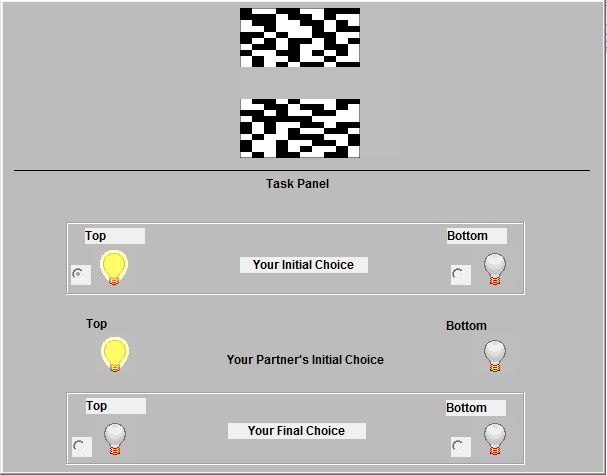 Task Panel
Top
Bottom
Your Initial Choice
Top
Bottom
Your Partner's Initial Choice
Top
Bottom
Your Final Choice